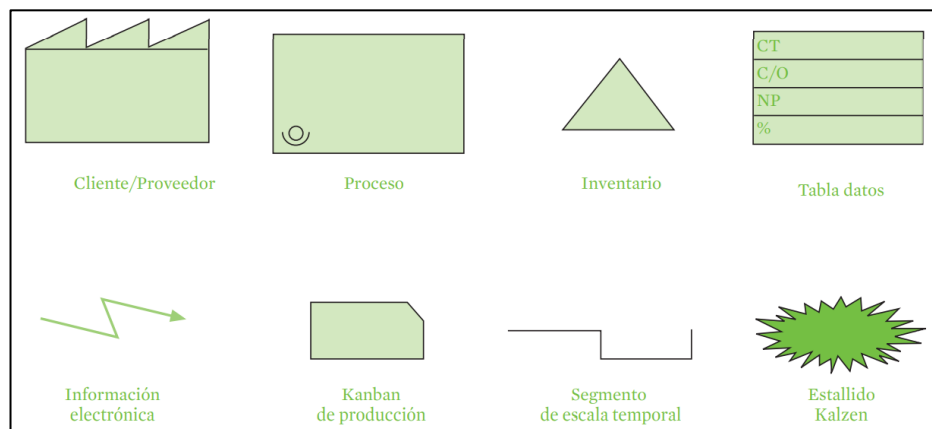 CT
C/O
NP
%
Cliente/Proveedor
Proceso
Inventario
Tabla datos
Información
electrónica
Kanban
de producción
Segmento
de escala temporal
Estallido
Kalzen